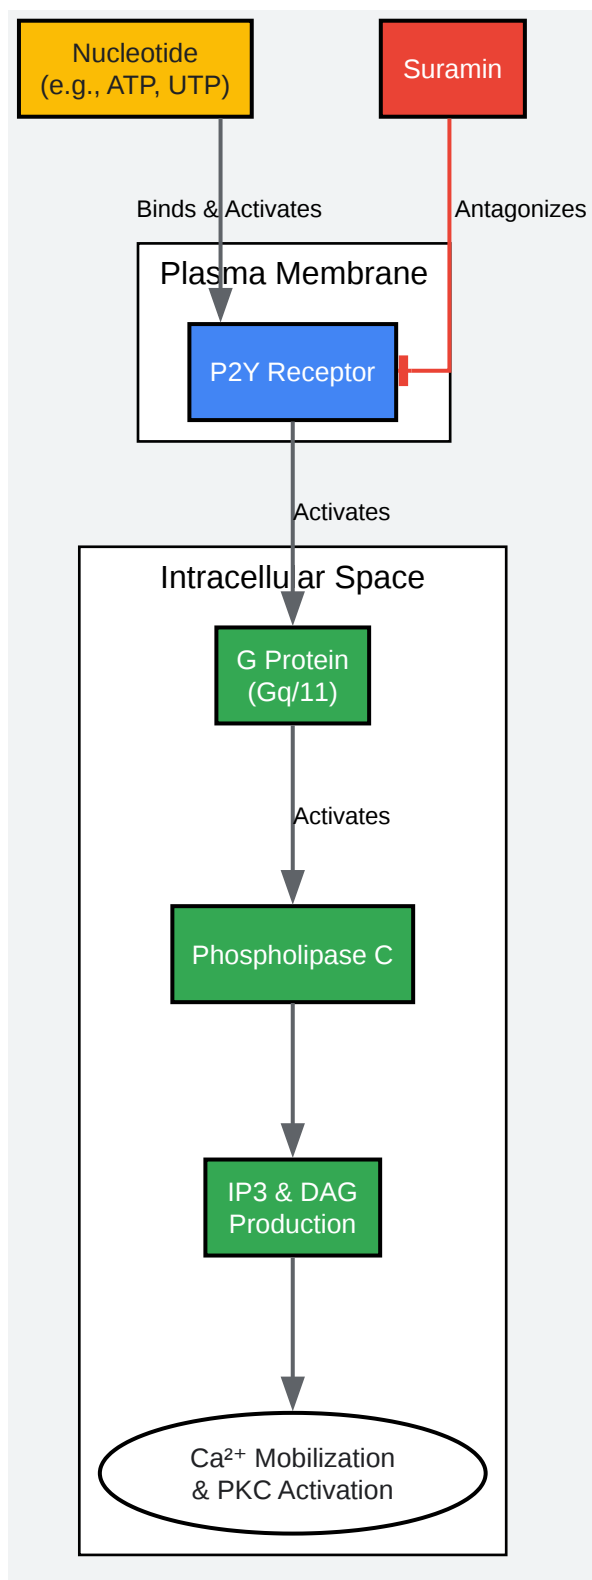 Nucleotide
(e.g., ATP, UTP)
Suramin
Binds & Activates
Antagonizes
Plasma Membrane
P2Y Receptor
Activates
Intracellular Space
G Protein
(Gq/11)
Activates
Phospholipase C
IP3 & DAG
Production
Ca²⁺ Mobilization
& PKC Activation